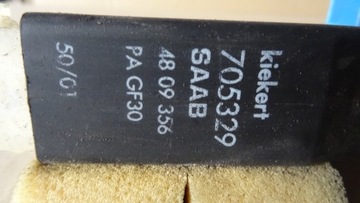 kiekert
705329
SAAB
48 09 356
PA GF30
50/01